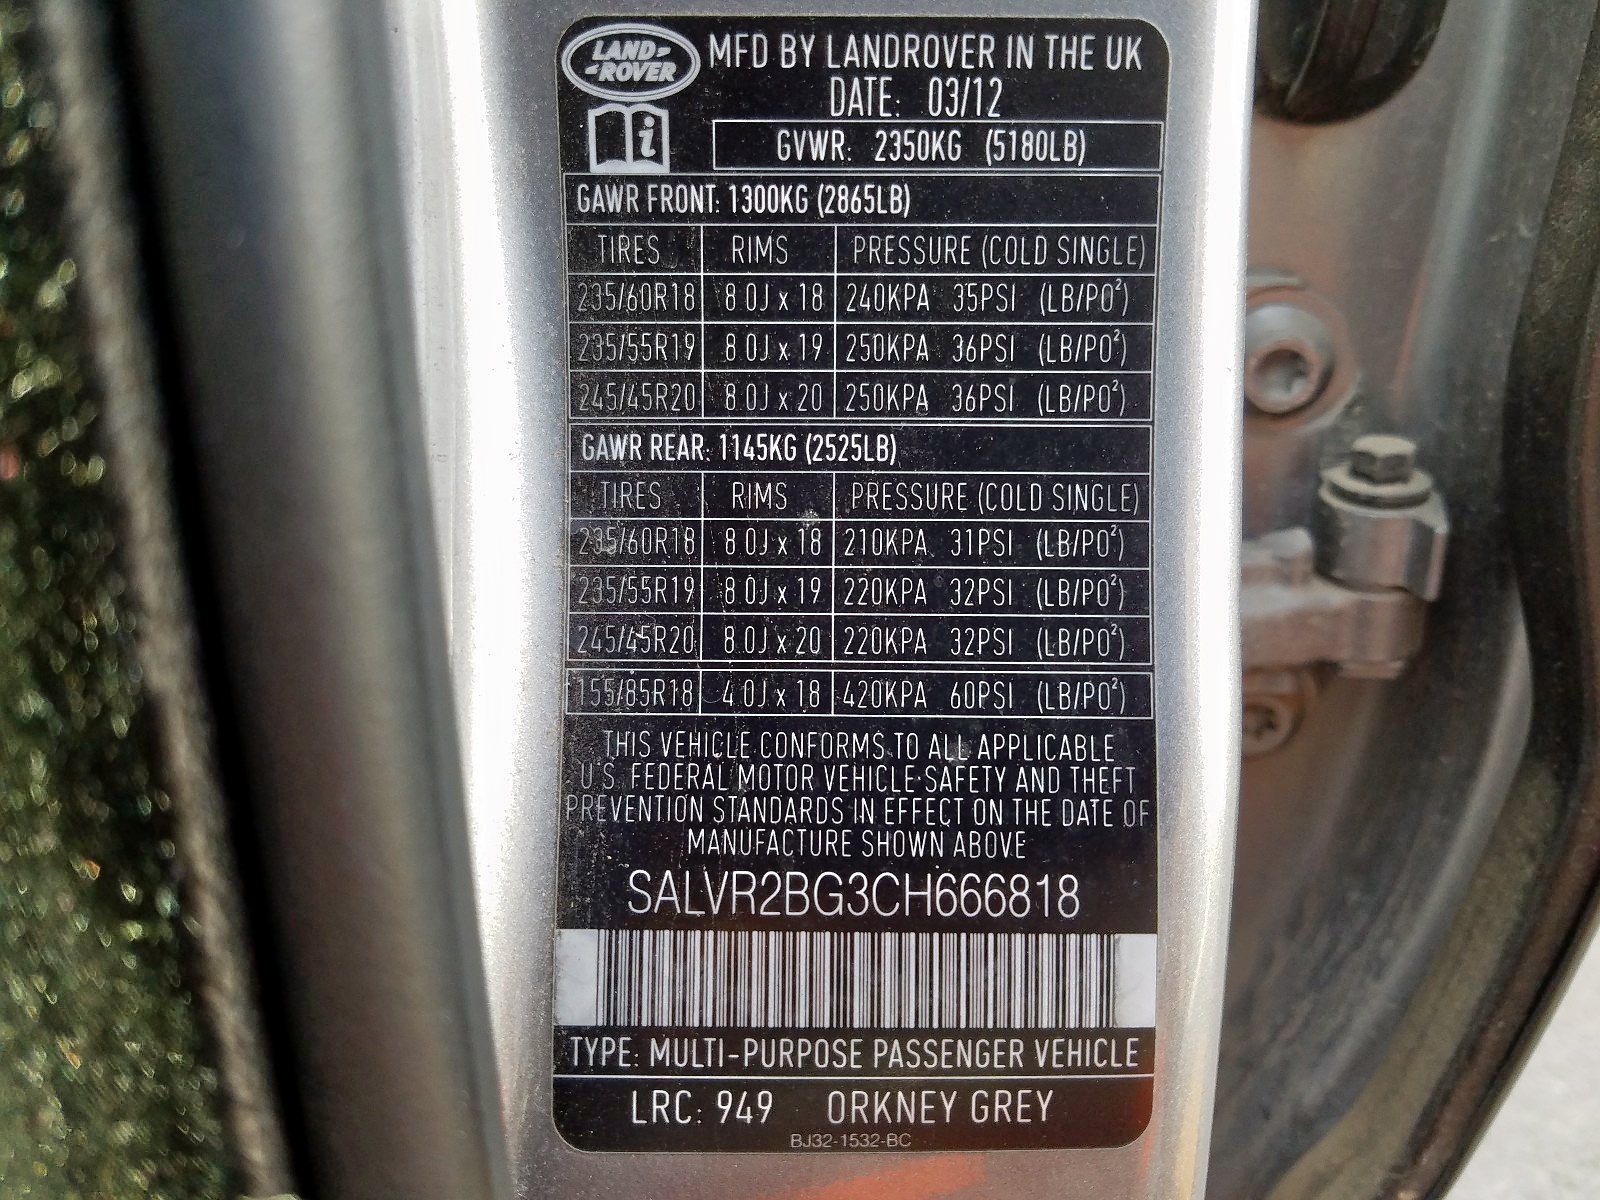 LAND-
-ROVER
MFD BY LANDROVER IN THE UK
DATE: 03/12
i
GVWR: 2350KG (5180LB)
GAWR FRONT: 1300KG (2865LB)
TIRES RIMS PRESSURE (COLD SINGLE)
235/60R18 8.0J x 18 240KPA 35PSI (LB/PO²)
235/55R19 8.0J x 19 250KPA 36PSI (LB/PO²)
245/45R20 8.0J x 20 250KPA 36PSI (LB/PO²)
GAWR REAR: 1145KG (2525LB)
TIRES RIMS PRESSURE (COLD SINGLE)
235/60R18 8.0J x 18 210KPA 31PSI (LB/PO²)
235/55R19 8.0J x 19 220KPA 32PSI (LB/PO²)
245/45R20 8.0J x 20 220KPA 32PSI (LB/PO²)
155/85R18 4.0J x 18 420KPA 60PSI (LB/PO²)
THIS VEHICLE CONFORMS TO ALL APPLICABLE
U.S. FEDERAL MOTOR VEHICLE SAFETY AND THEFT
PREVENTION STANDARDS IN EFFECT ON THE DATE OF
MANUFACTURE SHOWN ABOVE
SALVR2BG3CH666818
TYPE: MULTI-PURPOSE PASSENGER VEHICLE
LRC: 949 ORKNEY GREY
BJ32-1532-BC